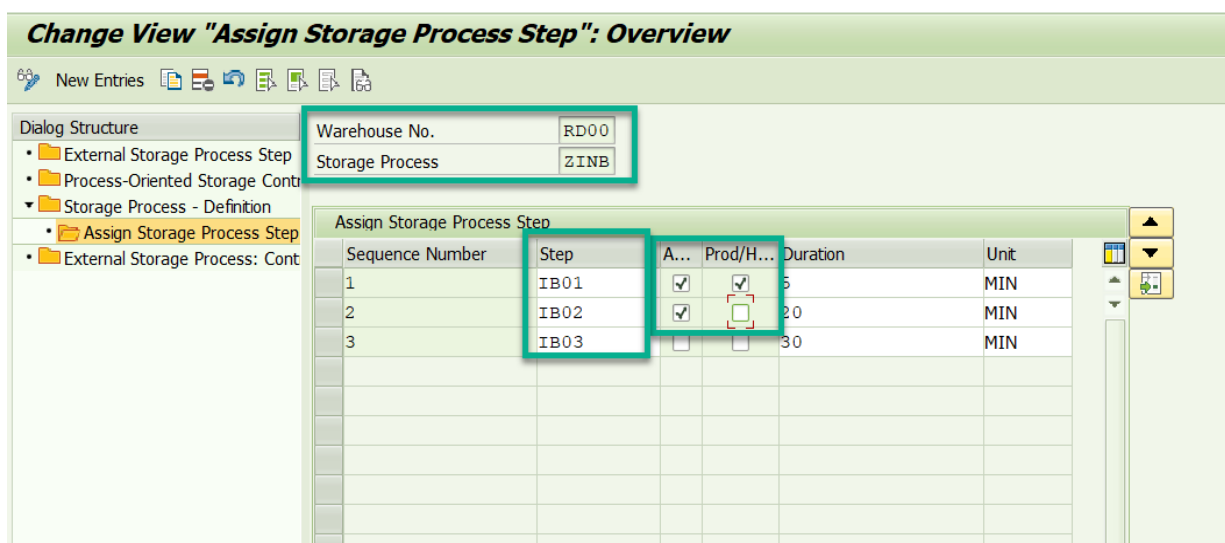 Change View "Assign Storage Process Step": Overview
New Entries
Dialog Structure
External Storage Process Step
Process-Oriented Storage Contr
Storage Process - Definition
Assign Storage Process Step
External Storage Process: Cont
Warehouse No. RD00
Storage Process ZINB
Assign Storage Process Step
Sequence Number Step A... Prod/H... Duration Unit
1 IB01 5 MIN
2 IB02 20 MIN
3 IB03 30 MIN